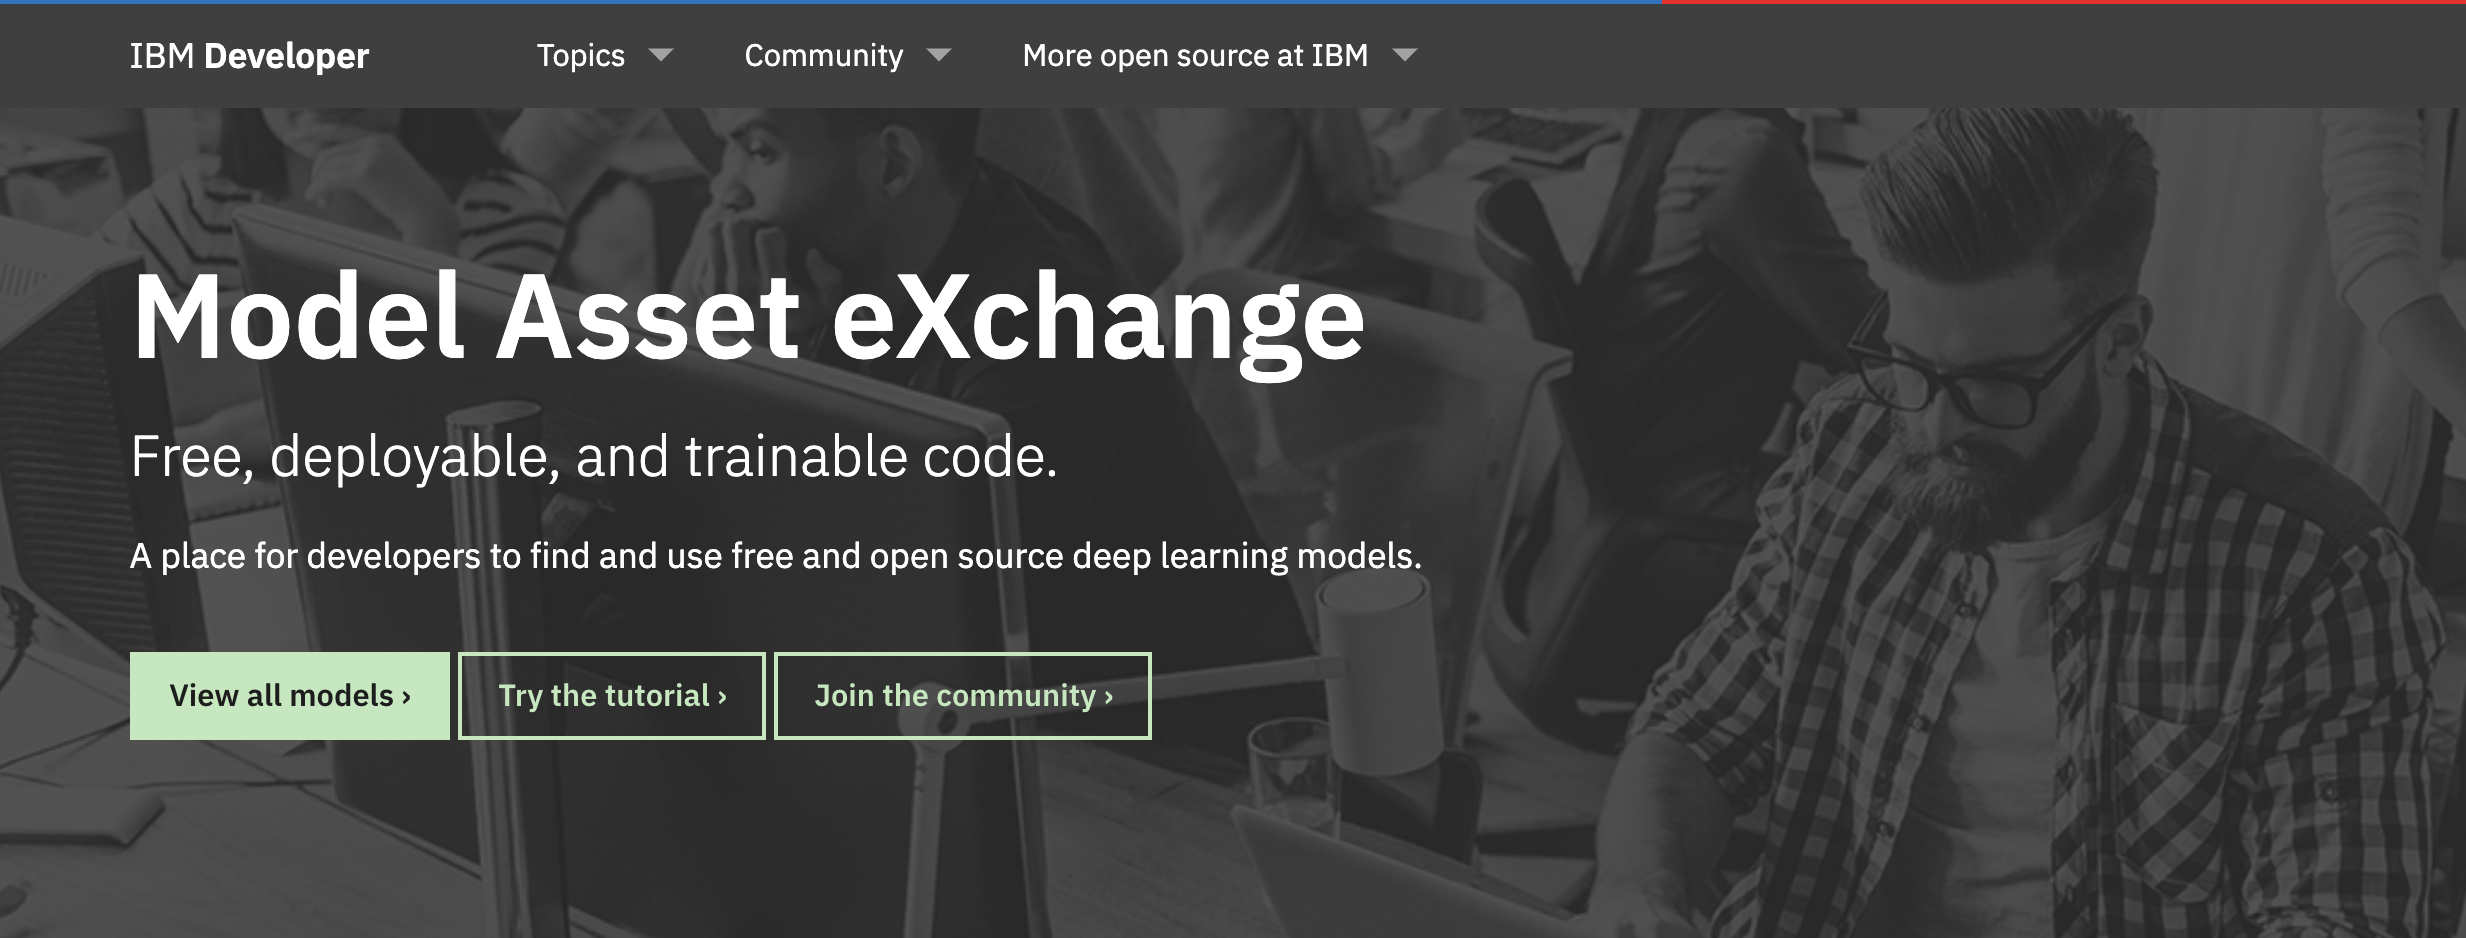 IBM Developer
Topics
Community
More open source at IBM
Model Asset eXchange
Free, deployable, and trainable code.
A place for developers to find and use free and open source deep learning models.
View all models ›
Try the tutorial ›
Join the community ›